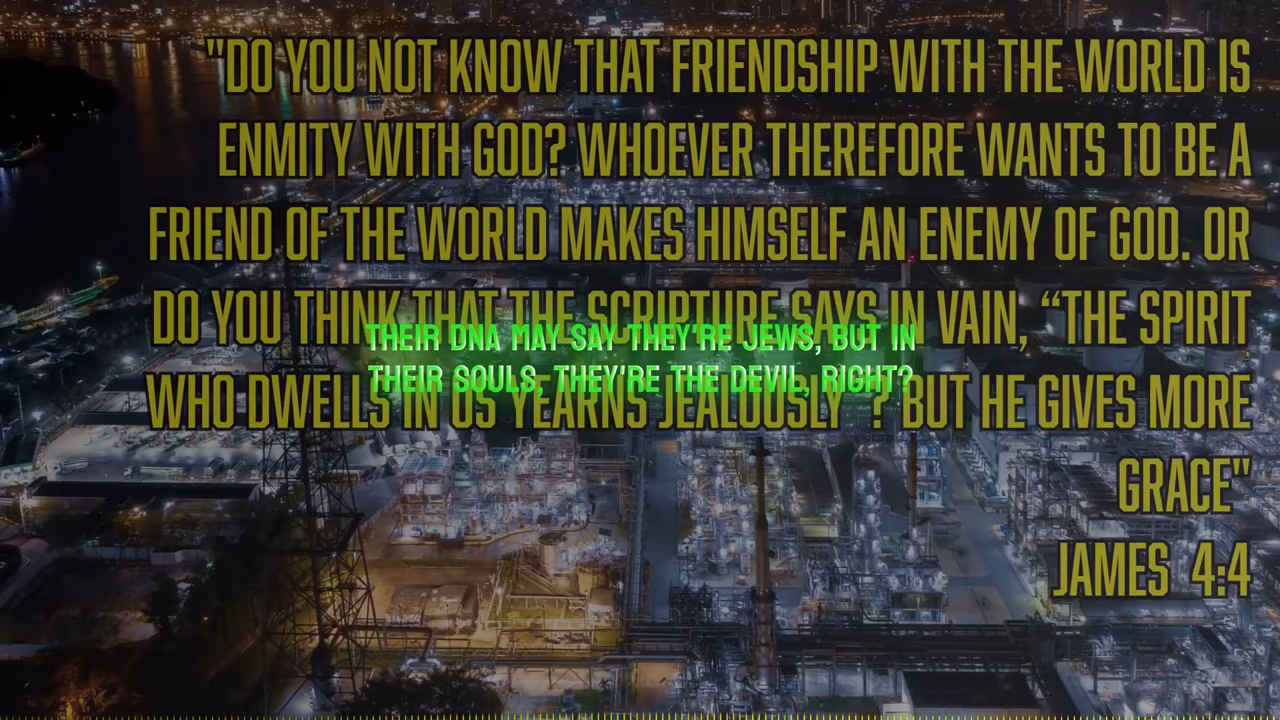 "DO YOU NOT KNOW THAT FRIENDSHIP WITH THE WORLD IS
ENMITY WITH GOD? WHOEVER THEREFORE WANTS TO BE A
FRIEND OF THE WORLD MAKES HIMSELF AN ENEMY OF GOD. OR
DO YOU THINK THAT THE SCRIPTURE SAYS IN VAIN, “THE SPIRIT
WHO DWELLS IN US YEARNS JEALOUSLY”? BUT HE GIVES MORE
GRACE"
JAMES 4:4
THEIR DNA MAY SAY THEY'RE JEWS, BUT IN
THEIR SOULS, THEY'RE THE DEVIL, RIGHT?